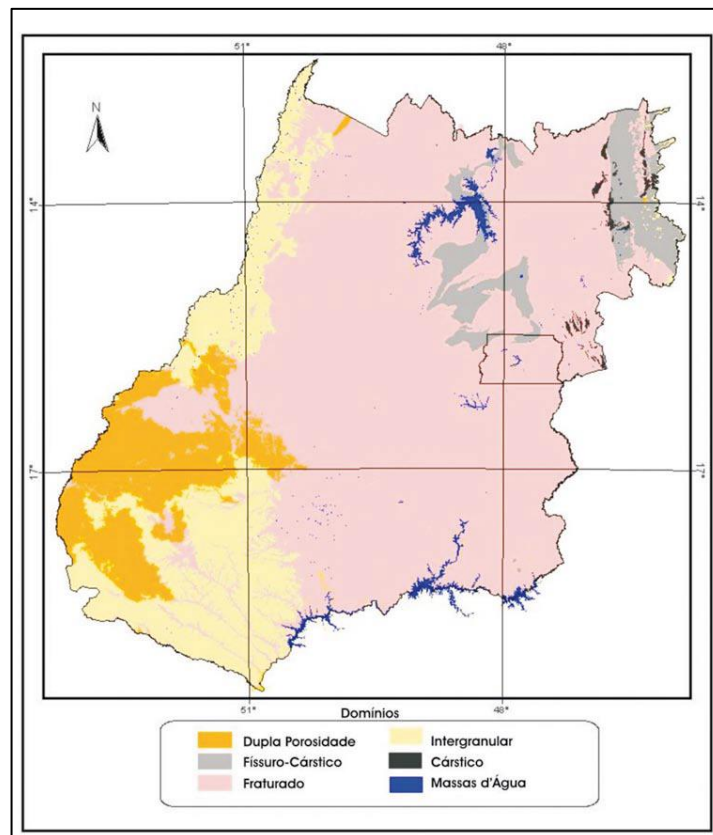 51° 48°
N
14° 14°
17° 17°
51° 48°
Domínios
Dupla Porosidade Intergranular
Físsuro-Cárstico Cárstico
Fraturado Massas d'Água